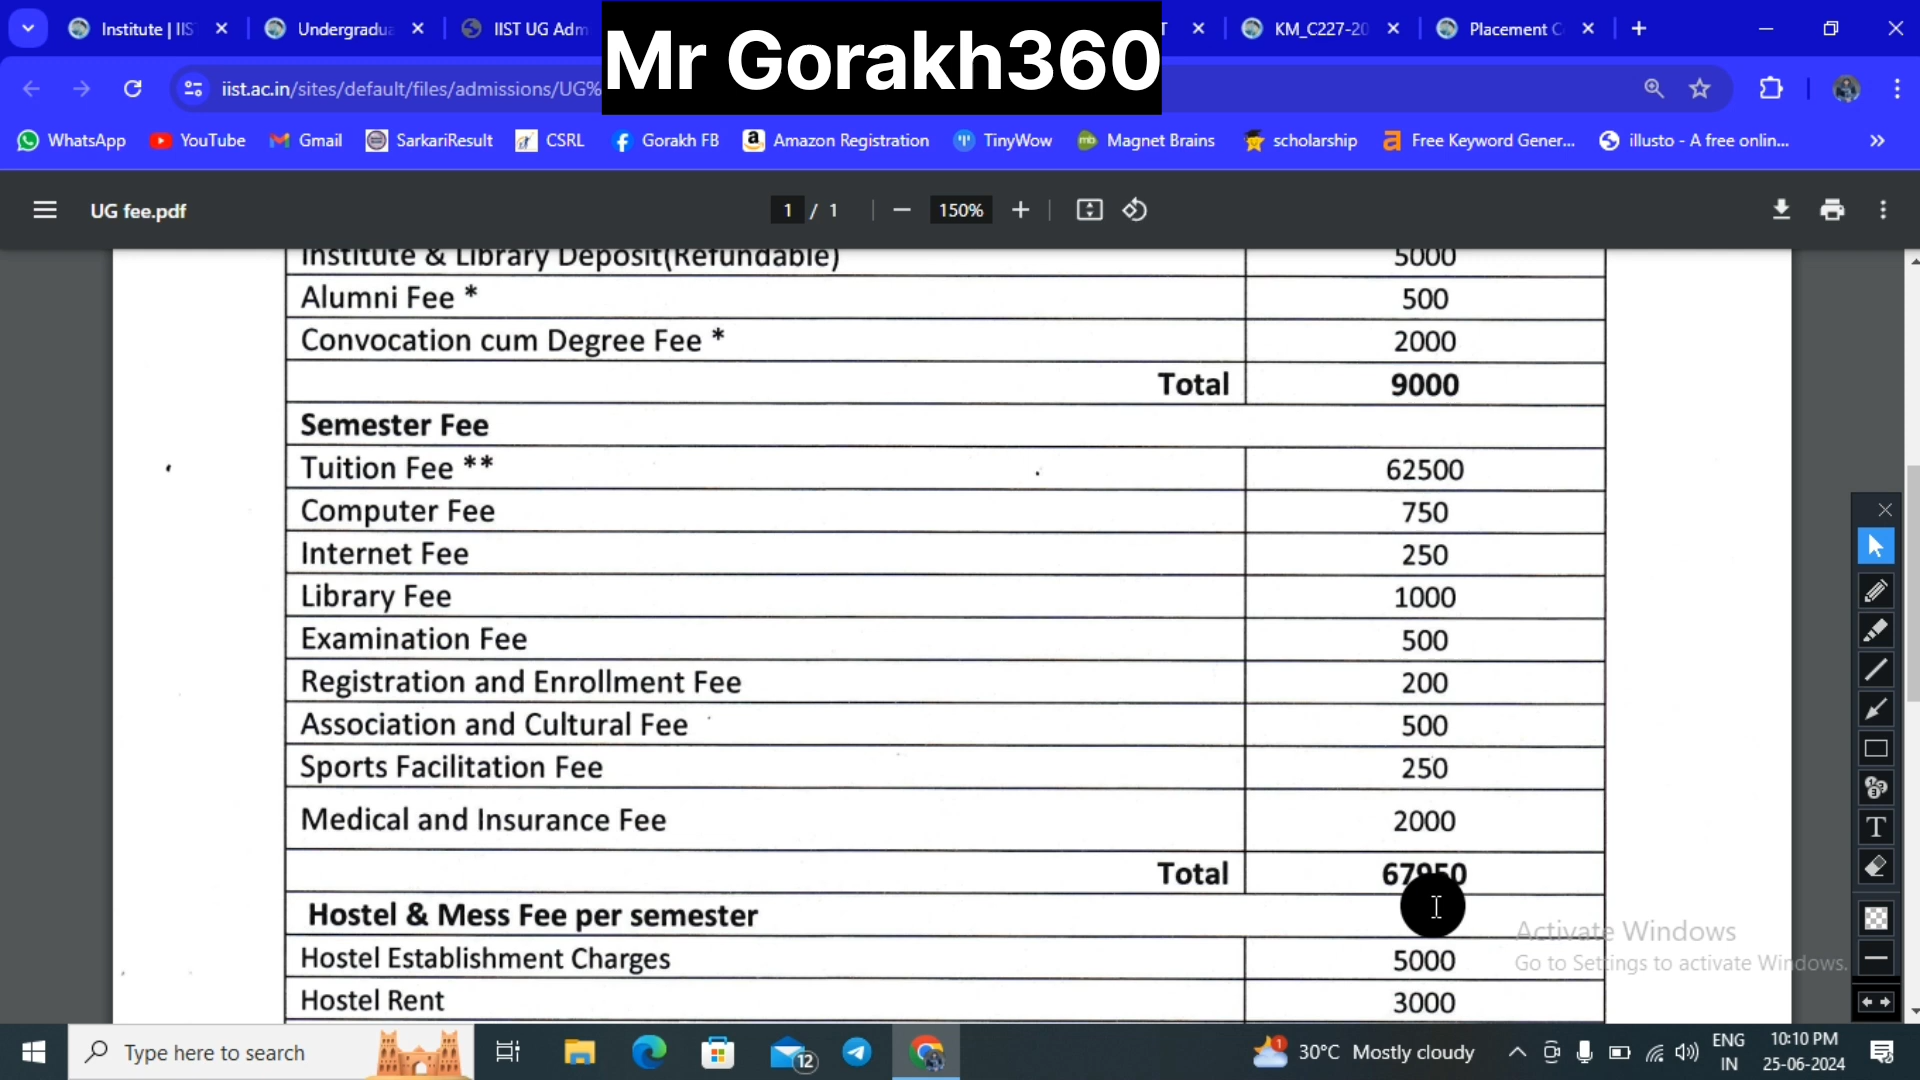 Institute | IIS
Undergradua
IIST UG Adm
T
KM_C227-20
Placement C
Mr Gorakh360
iist.ac.in/sites/default/files/admissions/UG%
WhatsApp
YouTube
Gmail
SarkariResult
CSRL
Gorakh FB
Amazon Registration
TinyWow
Magnet Brains
scholarship
Free Keyword Gener...
illusto - A free onlin...
UG fee.pdf
1 / 1
150%
Institute & Library Deposit(Refundable) 5000
Alumni Fee * 500
Convocation cum Degree Fee * 2000
Total 9000
Semester Fee
Tuition Fee ** 62500
Computer Fee 750
Internet Fee 250
Library Fee 1000
Examination Fee 500
Registration and Enrollment Fee 200
Association and Cultural Fee 500
Sports Facilitation Fee 250
Medical and Insurance Fee 2000
Total 67950
Hostel & Mess Fee per semester
Hostel Establishment Charges 5000
Hostel Rent 3000
Activate Windows
Go to Settings to activate Windows.
Type here to search
12
1
30°C Mostly cloudy
ENG
IN
10:10 PM
25-06-2024